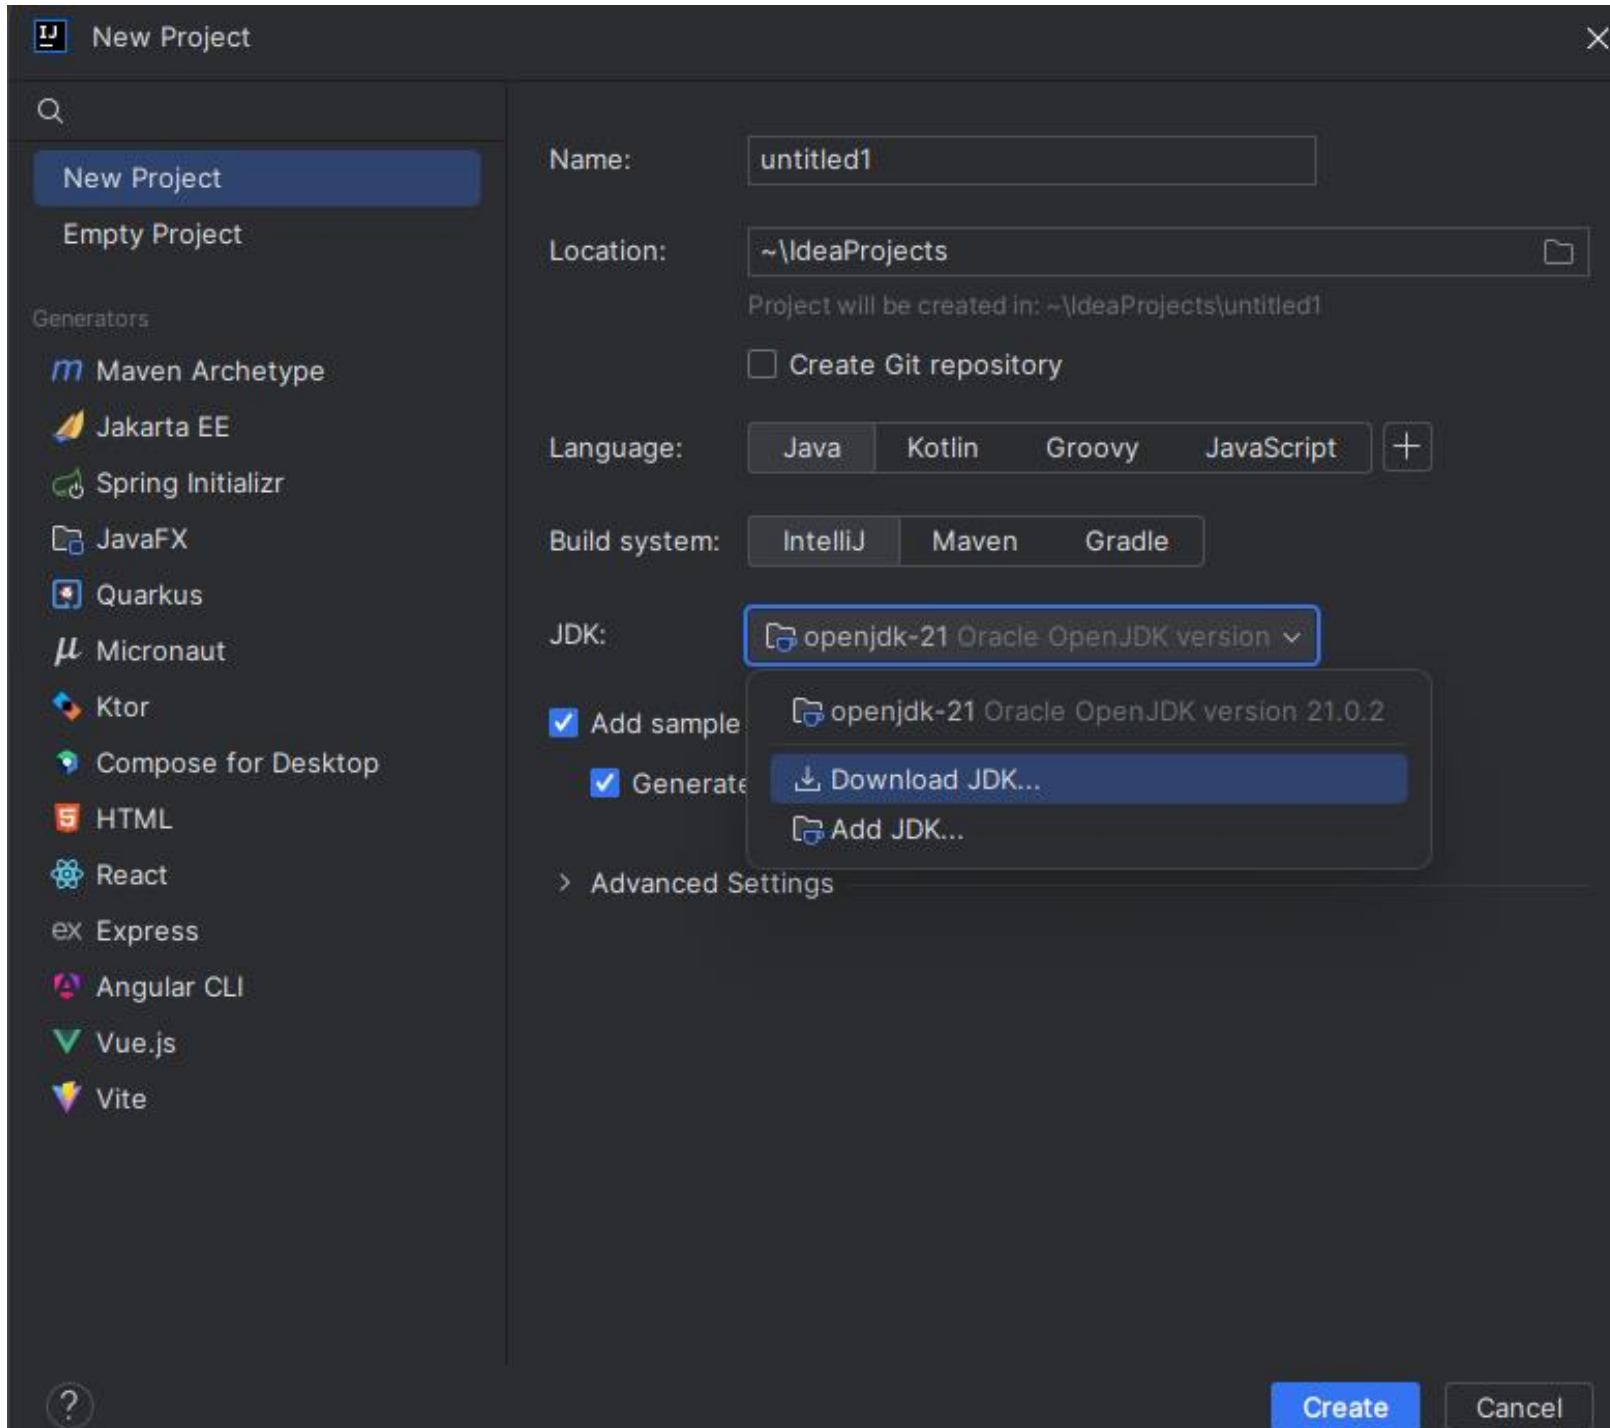 IJ New Project
New Project
Empty Project
Generators
m Maven Archetype
Jakarta EE
Spring Initializr
JavaFX
Quarkus
μ Micronaut
Ktor
Compose for Desktop
5 HTML
React
ex Express
Angular CLI
Vue.js
Vite
?
Name: untitled1
Location: ~\IdeaProjects
Project will be created in: ~\IdeaProjects\untitled1
Create Git repository
Language: Java Kotlin Groovy JavaScript +
Build system: IntelliJ Maven Gradle
JDK: openjdk-21 Oracle OpenJDK version
openjdk-21 Oracle OpenJDK version 21.0.2
Add sample
Download JDK...
Generate
Add JDK...
Advanced Settings
Create Cancel